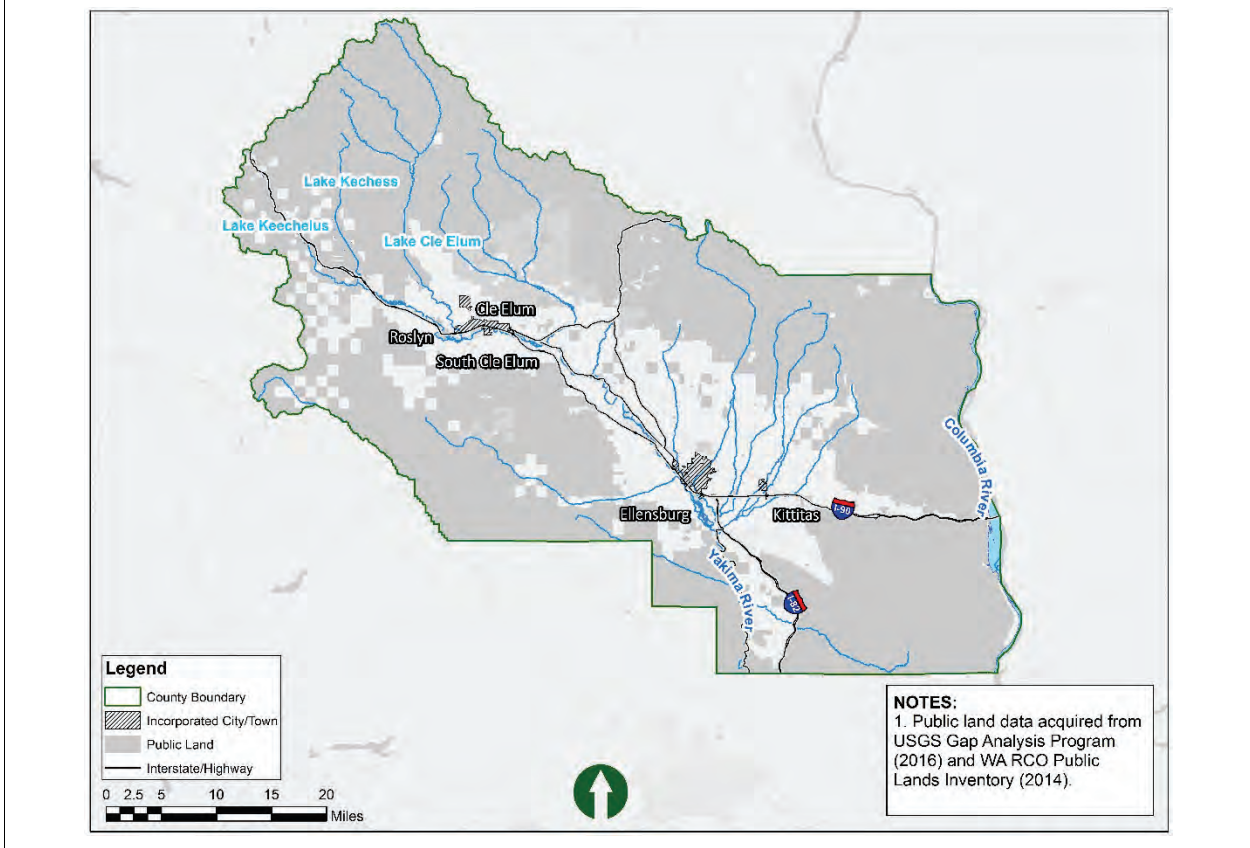 Lake Kechess
Lake Keechelus
Lake Cle Elum
Cle Elum
Roslyn
South Cle Elum
Columbia River
Ellensburg
Kittitas
I-90
Yakima River
I-82
Legend
County Boundary
Incorporated City/Town
Public Land
Interstate/Highway
0 2.5 5 10 15 20
Miles
NOTES:
1. Public land data acquired from
USGS Gap Analysis Program
(2016) and WA RCO Public
Lands Inventory (2014).